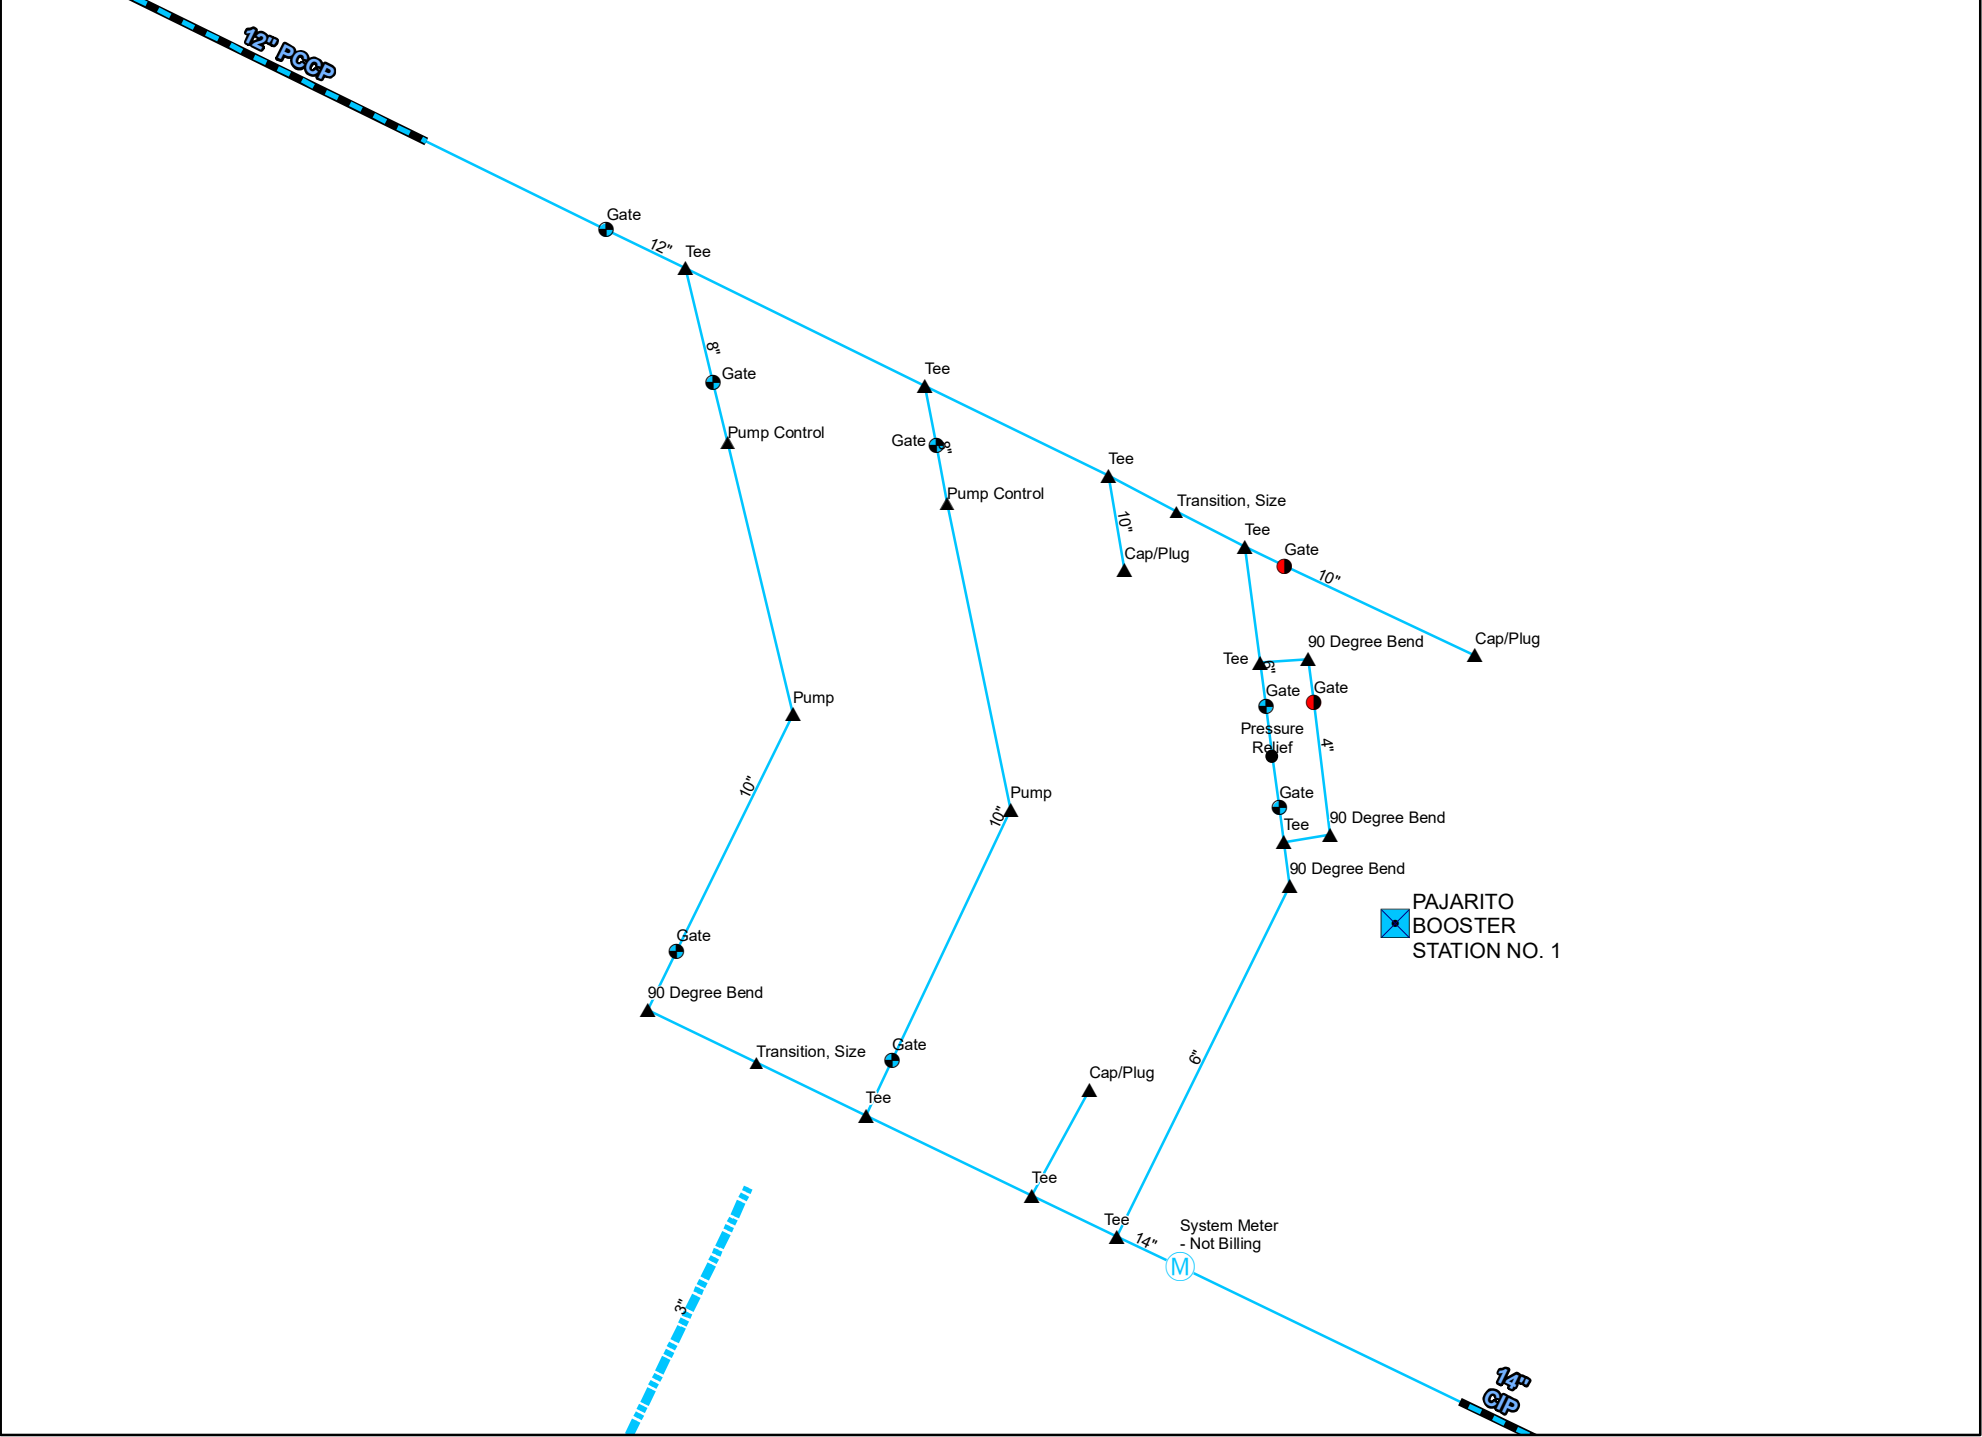 12" PCCP
Gate
12"
Tee
8"
Gate
Pump Control
Tee
Gate
8"
Pump Control
Tee
10"
Cap/Plug
Transition, Size
Tee
Gate
10"
Cap/Plug
90 Degree Bend
Tee
6"
Gate
Gate
Pressure
Relief
4"
Gate
Tee
90 Degree Bend
90 Degree Bend
Pump
10"
Pump
10"
PAJARITO
BOOSTER
STATION NO. 1
Gate
90 Degree Bend
Transition, Size
Gate
Tee
Cap/Plug
6"
Tee
Tee
14"
System Meter
- Not Billing
M
3"
14"
CIP